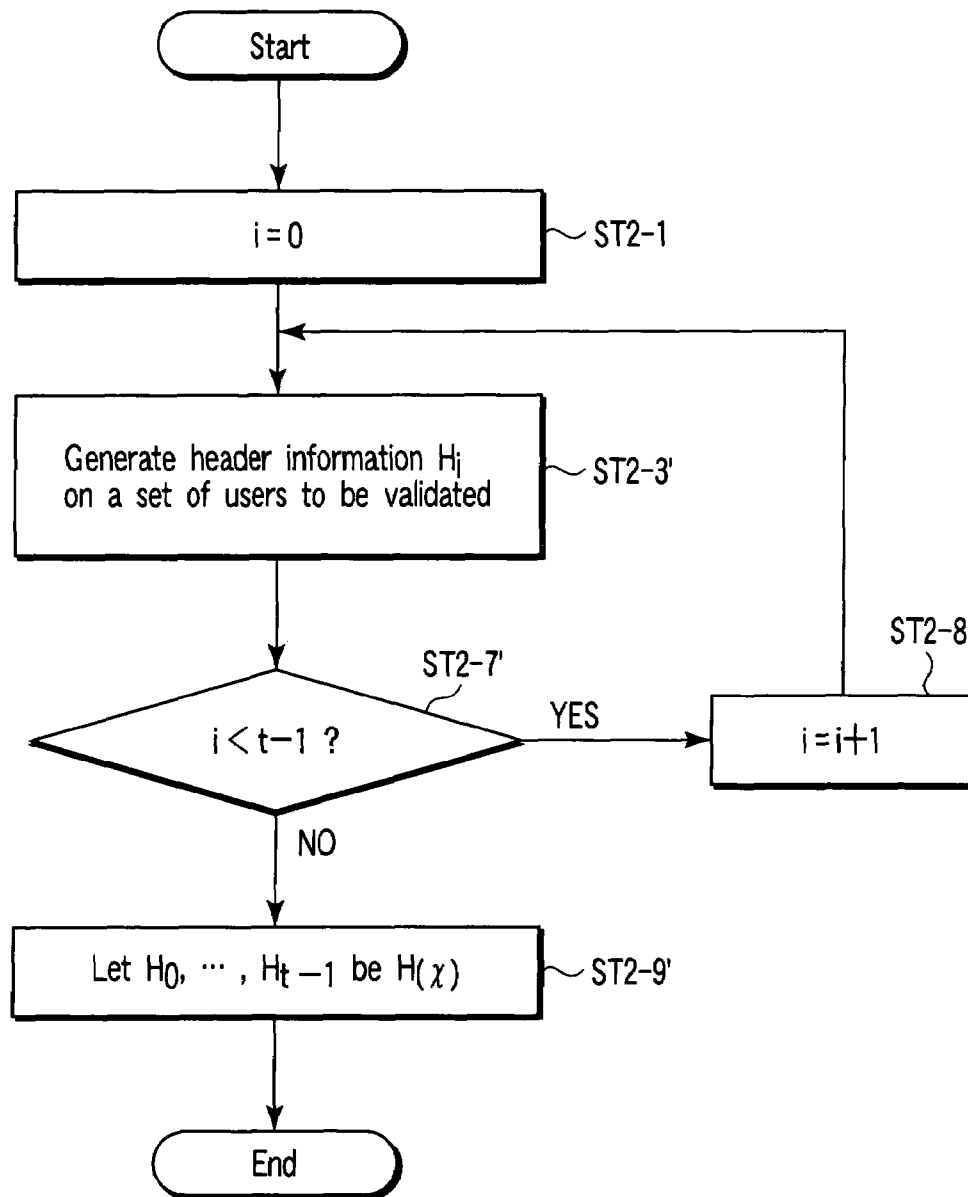 Start
i=0
ST2-1
Generate header information Hi
on a set of users to be validated
ST2-3'
ST2-7'
i < t-1 ?
YES
ST2-8
i=i+1
NO
Let H0, ⋯, Ht-1 be H(χ)
ST2-9'
End